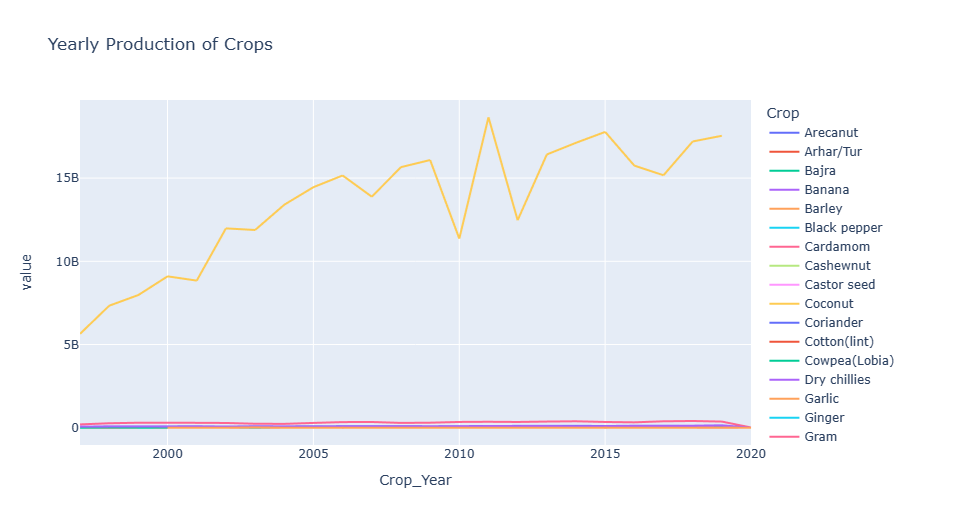 Yearly Production of Crops
Crop
Arecanut
Arhar/Tur
Bajra
Banana
Barley
Black pepper
Cardamom
Cashewnut
Castor seed
Coconut
Coriander
Cotton(lint)
Cowpea(Lobia)
Dry chillies
Garlic
Ginger
Gram
value
15B
10B
5B
0
2000 2005 2010 2015 2020
Crop_Year